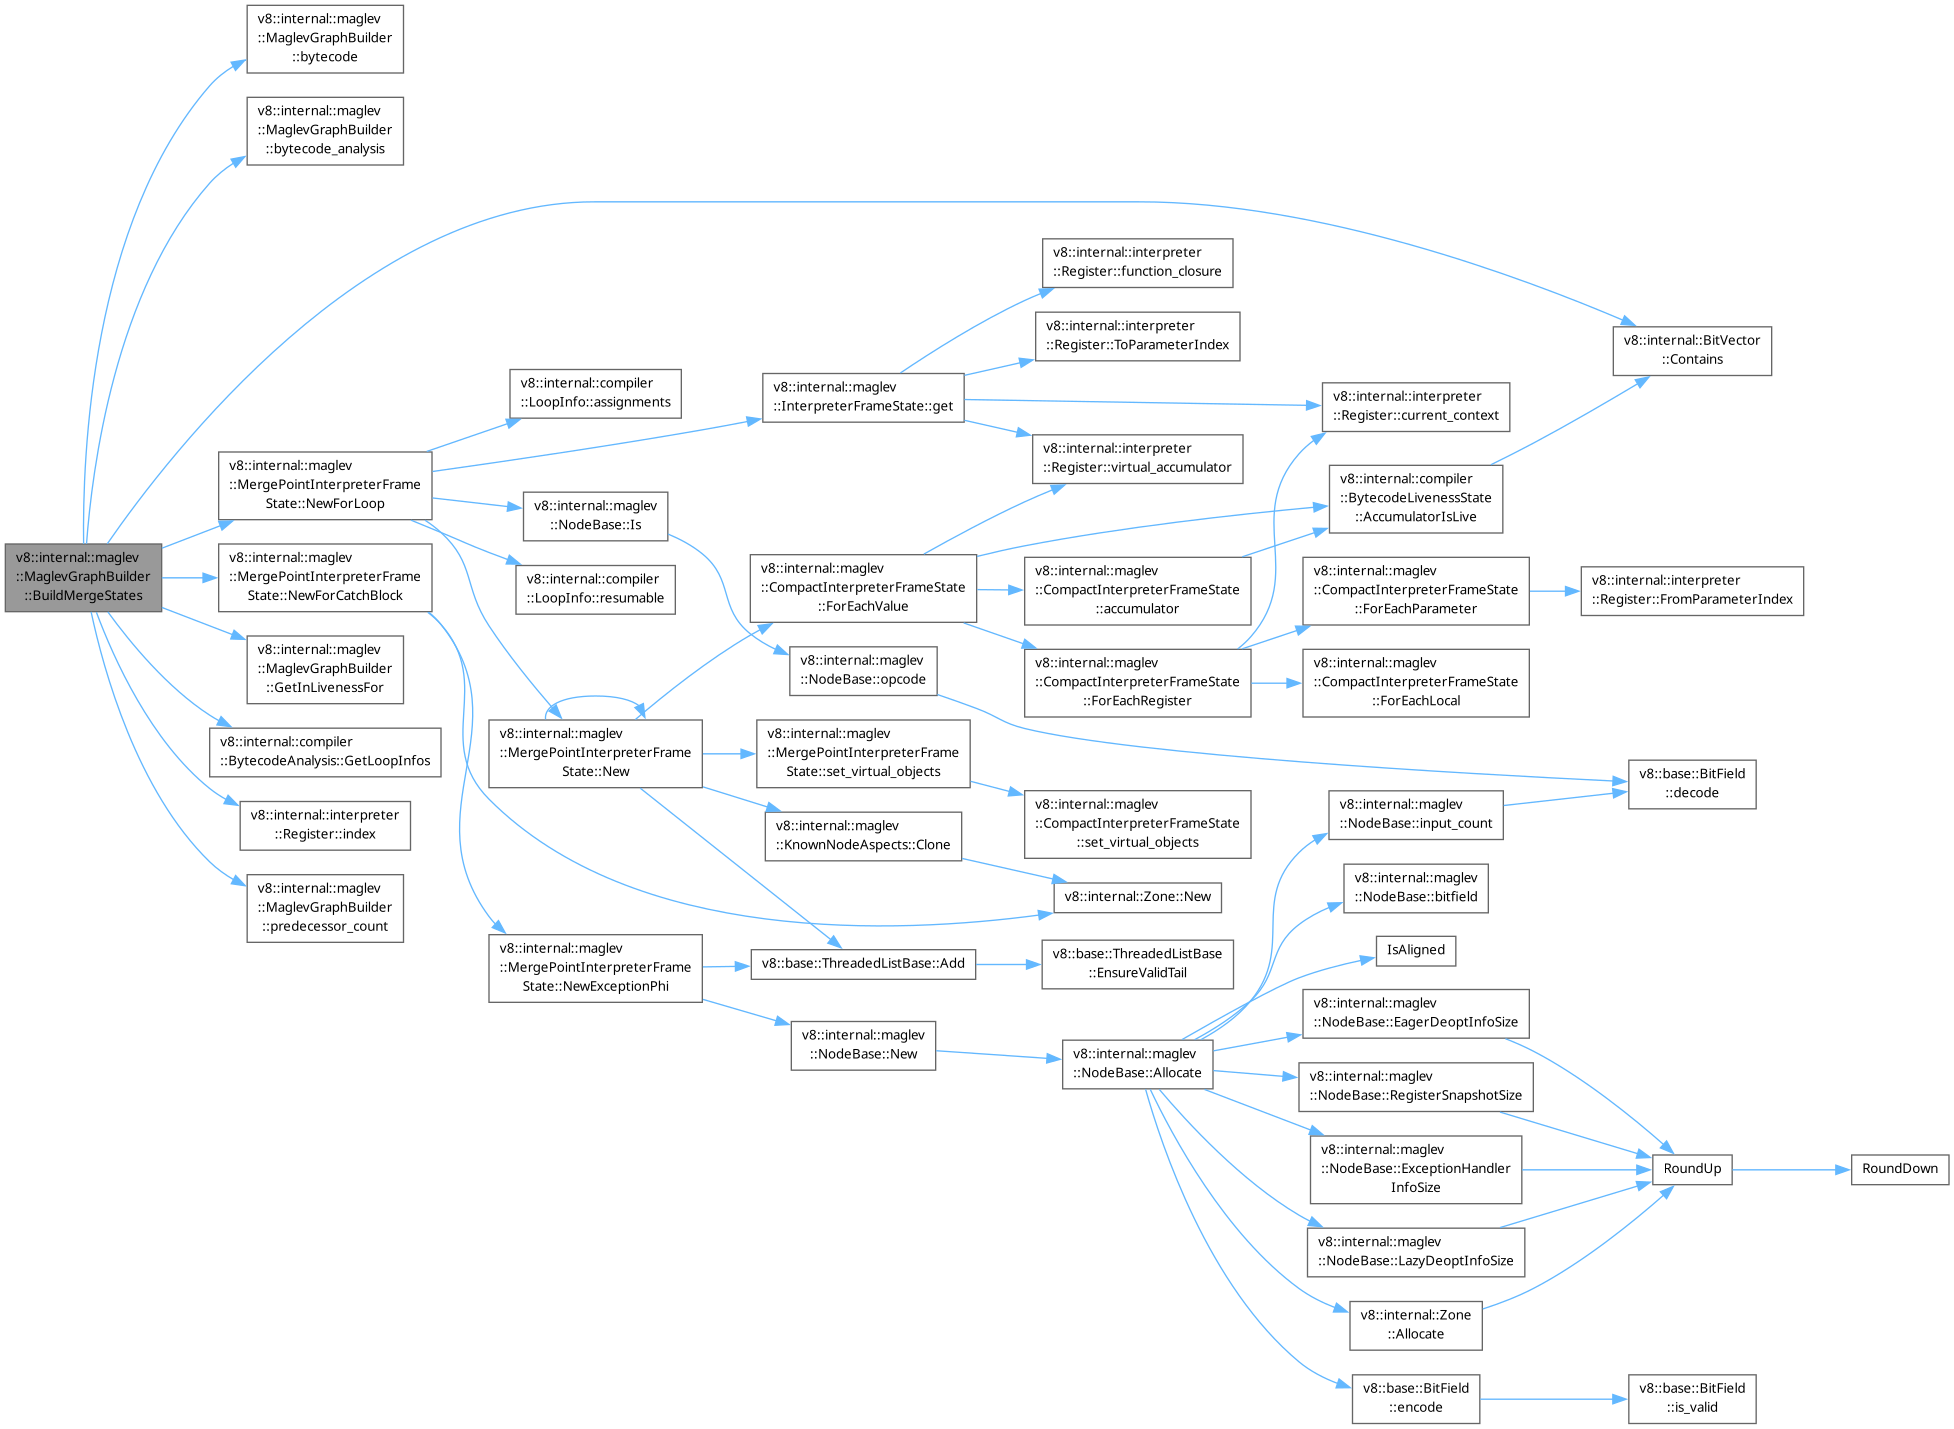 v8::internal::maglev
::MaglevGraphBuilder
::bytecode
v8::internal::maglev
::MaglevGraphBuilder
::bytecode_analysis
v8::internal::interpreter
::Register::function_closure
v8::internal::interpreter
::Register::ToParameterIndex
v8::internal::BitVector
::Contains
v8::internal::compiler
::LoopInfo::assignments
v8::internal::maglev
::InterpreterFrameState::get
v8::internal::interpreter
::Register::current_context
v8::internal::interpreter
::Register::virtual_accumulator
v8::internal::maglev
::MergePointInterpreterFrame
State::NewForLoop
v8::internal::maglev
::NodeBase::Is
v8::internal::compiler
::BytecodeLivenessState
::AccumulatorIsLive
v8::internal::maglev
::MaglevGraphBuilder
::BuildMergeStates
v8::internal::maglev
::MergePointInterpreterFrame
State::NewForCatchBlock
v8::internal::compiler
::LoopInfo::resumable
v8::internal::maglev
::CompactInterpreterFrameState
::ForEachValue
v8::internal::maglev
::CompactInterpreterFrameState
::accumulator
v8::internal::maglev
::CompactInterpreterFrameState
::ForEachParameter
v8::internal::interpreter
::Register::FromParameterIndex
v8::internal::maglev
::MaglevGraphBuilder
::GetInLivenessFor
v8::internal::maglev
::NodeBase::opcode
v8::internal::maglev
::CompactInterpreterFrameState
::ForEachRegister
v8::internal::maglev
::CompactInterpreterFrameState
::ForEachLocal
v8::internal::compiler
::BytecodeAnalysis::GetLoopInfos
v8::internal::maglev
::MergePointInterpreterFrame
State::New
v8::internal::maglev
::MergePointInterpreterFrame
State::set_virtual_objects
v8::base::BitField
::decode
v8::internal::interpreter
::Register::index
v8::internal::maglev
::KnownNodeAspects::Clone
v8::internal::maglev
::CompactInterpreterFrameState
::set_virtual_objects
v8::internal::maglev
::NodeBase::input_count
v8::internal::maglev
::MaglevGraphBuilder
::predecessor_count
v8::internal::Zone::New
v8::internal::maglev
::NodeBase::bitfield
v8::internal::maglev
::MergePointInterpreterFrame
State::NewExceptionPhi
v8::base::ThreadedListBase::Add
v8::base::ThreadedListBase
::EnsureValidTail
IsAligned
v8::internal::maglev
::NodeBase::New
v8::internal::maglev
::NodeBase::Allocate
v8::internal::maglev
::NodeBase::EagerDeoptInfoSize
v8::internal::maglev
::NodeBase::RegisterSnapshotSize
v8::internal::maglev
::NodeBase::ExceptionHandler
InfoSize
RoundUp
RoundDown
v8::internal::maglev
::NodeBase::LazyDeoptInfoSize
v8::internal::Zone
::Allocate
v8::base::BitField
::encode
v8::base::BitField
::is_valid